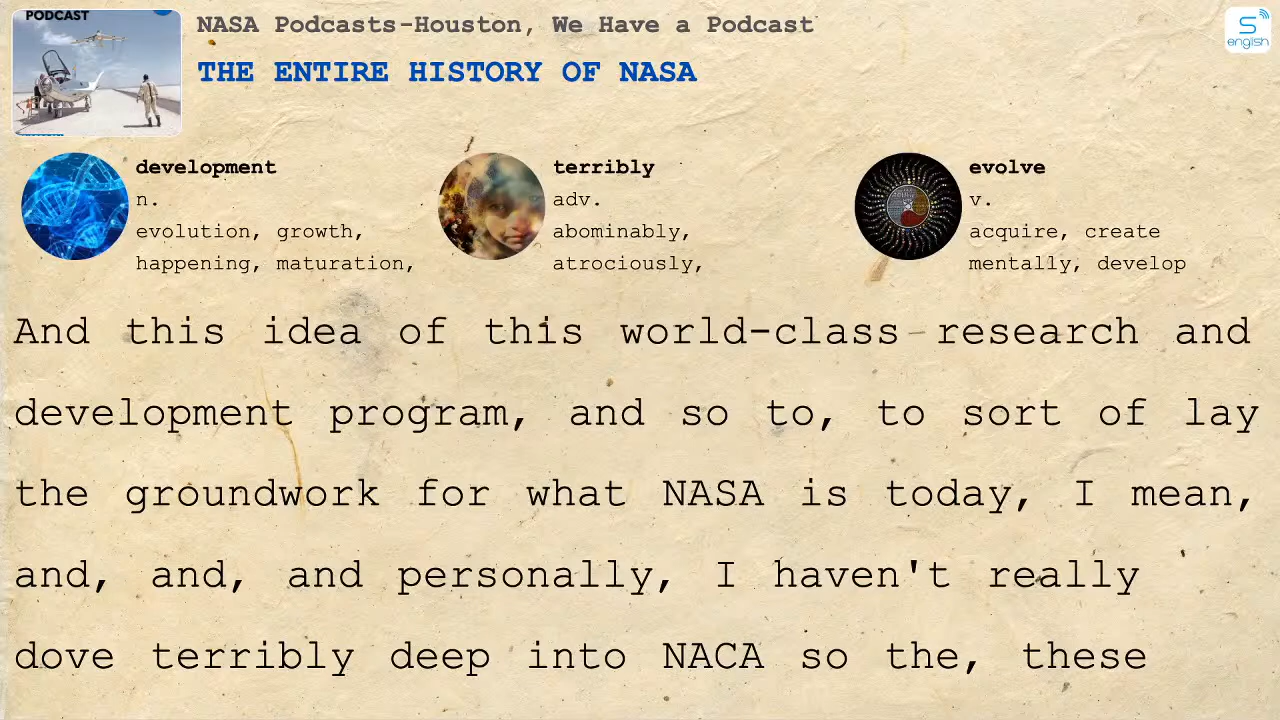 PODCAST
NASA Podcasts-Houston, We Have a Podcast
THE ENTIRE HISTORY OF NASA
S
english
development
n.
evolution, growth,
happening, maturation,
terribly
adv.
abominably,
atrociously,
evolve
v.
acquire, create
mentally, develop
And this idea of this world-class research and
development program, and so to, to sort of lay
the groundwork for what NASA is today, I mean,
and, and, and personally, I haven't really
dove terribly deep into NACA so the, these